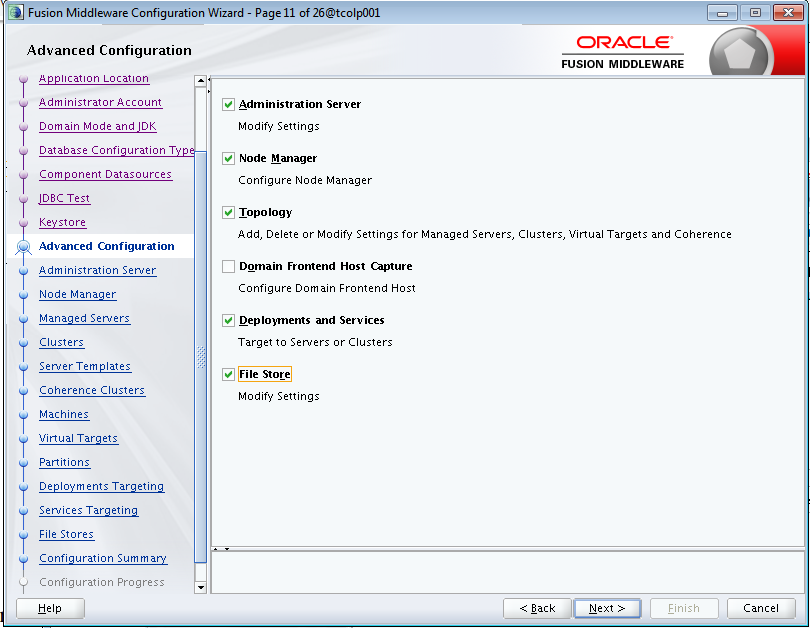 Fusion Middleware Configuration Wizard - Page 11 of 26@tcolp001
Advanced Configuration
ORACLE
FUSION MIDDLEWARE
Application Location
Administrator Account
Domain Mode and JDK
Database Configuration Type
Component Datasources
JDBC Test
Keystore
Advanced Configuration
Administration Server
Node Manager
Managed Servers
Clusters
Server Templates
Coherence Clusters
Machines
Virtual Targets
Partitions
Deployments Targeting
Services Targeting
File Stores
Configuration Summary
Configuration Progress
Administration Server
Modify Settings
Node Manager
Configure Node Manager
Topology
Add, Delete or Modify Settings for Managed Servers, Clusters, Virtual Targets and Coherence
Domain Frontend Host Capture
Configure Domain Frontend Host
Deployments and Services
Target to Servers or Clusters
File Store
Modify Settings
Help
< Back
Next >
Finish
Cancel